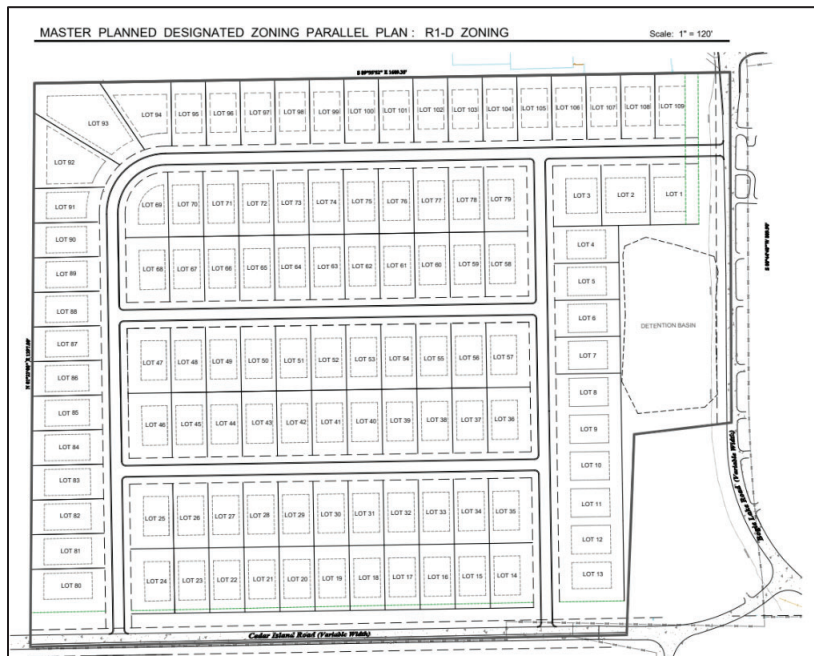 MASTER PLANNED DESIGNATED ZONING PARALLEL PLAN : R1-D ZONING
Scale: 1" = 120'
LOT 93
LOT 94
LOT 95
LOT 96
LOT 97
LOT 98
LOT 99
LOT 100
LOT 101
LOT 102
LOT 103
LOT 104
LOT 105
LOT 106
LOT 107
LOT 108
LOT 109
LOT 92
LOT 91
LOT 69
LOT 70
LOT 71
LOT 72
LOT 73
LOT 74
LOT 75
LOT 76
LOT 77
LOT 78
LOT 79
LOT 3
LOT 2
LOT 1
LOT 90
LOT 4
LOT 89
LOT 68
LOT 67
LOT 66
LOT 65
LOT 64
LOT 63
LOT 62
LOT 61
LOT 60
LOT 59
LOT 58
LOT 5
LOT 88
LOT 6
DETENTION BASIN
LOT 87
LOT 47
LOT 48
LOT 49
LOT 50
LOT 51
LOT 52
LOT 53
LOT 54
LOT 55
LOT 56
LOT 57
LOT 7
LOT 86
LOT 8
LOT 85
LOT 46
LOT 45
LOT 44
LOT 43
LOT 42
LOT 41
LOT 40
LOT 39
LOT 38
LOT 37
LOT 36
LOT 9
LOT 84
LOT 10
LOT 83
LOT 82
LOT 25
LOT 26
LOT 27
LOT 28
LOT 29
LOT 30
LOT 31
LOT 32
LOT 33
LOT 34
LOT 35
LOT 11
LOT 81
LOT 12
LOT 80
LOT 24
LOT 23
LOT 22
LOT 21
LOT 20
LOT 19
LOT 18
LOT 17
LOT 16
LOT 15
LOT 14
LOT 13
Lake Road (Variable Width)
Cedar Island Road (Variable Width)